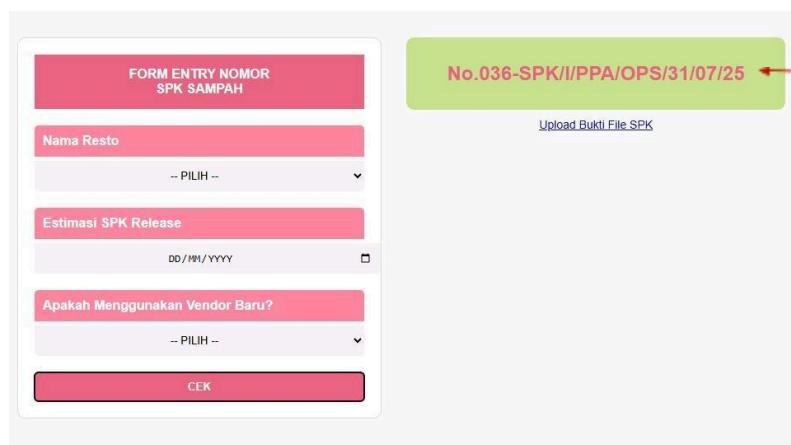 FORM ENTRY NOMOR
SPK SAMPAH
Nama Resto
-- PILIH --
Estimasi SPK Release
DD/MM/YYYY
Apakah Menggunakan Vendor Baru?
-- PILIH --
CEK
No.036-SPK/I/PPA/OPS/31/07/25
Upload Bukti File SPK